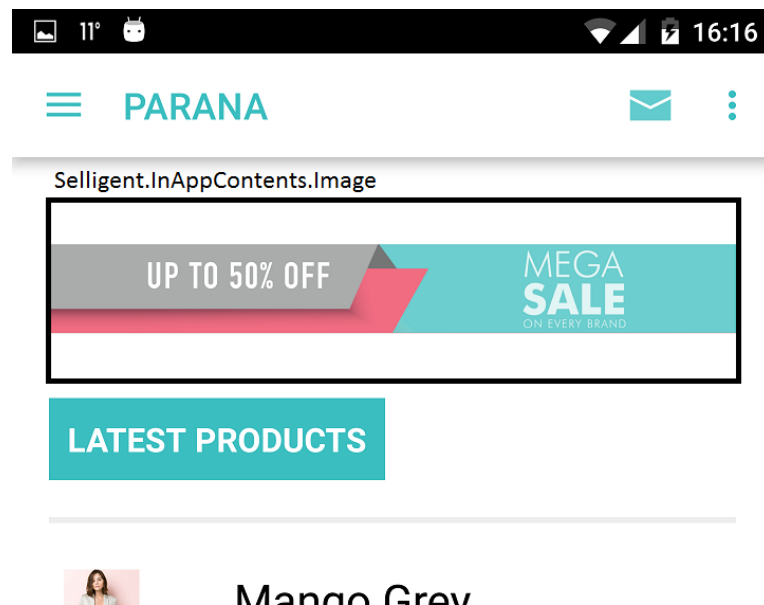 11° 16:16
PARANA
Selligent.InAppContents.Image
UP TO 50% OFF
MEGA
SALE
ON EVERY BRAND
LATEST PRODUCTS
Mango Grey